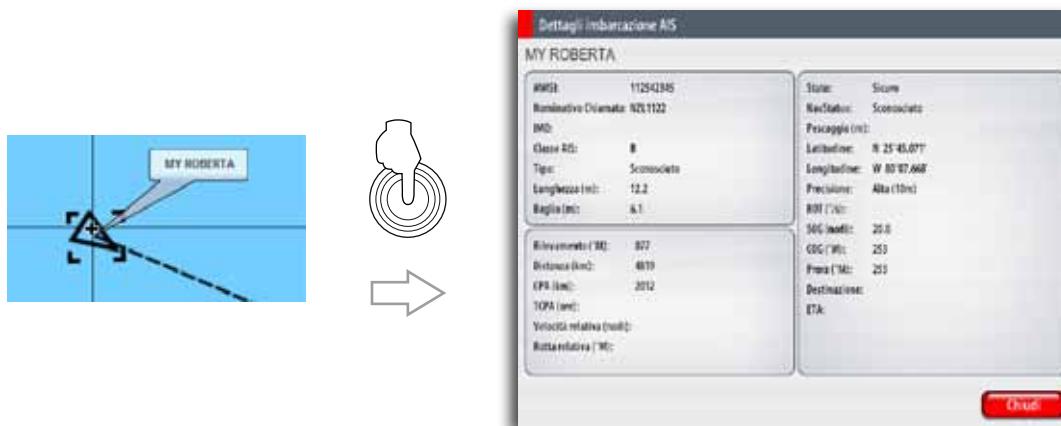 MY ROBERTA
Dettagli imbarcazione AIS
MY ROBERTA
MMSI: 112542345
Nominativo Chiamata: NZL1122
IMO:
Classe AIS: B
Tipo: Sconosciuto
Lunghezza (m): 12.2
Baglio (m): 6.1
Rilevamento (°M): 077
Distanza (km): 4819
CPA (km): 2012
TCPA (ore):
Velocità relativa (nodi):
Rotta relativa (°M):
State: Sicuro
NavStatus: Sconosciuto
Pescaggio (m):
Latitudine: N 25°45.071'
Longitudine: W 80°07.668'
Precisione: Alta (10m)
ROT (°/s):
SOG (nodi): 20.0
COG (°M): 253
Prora (°M): 253
Destinazione:
ETA:
Chiudi